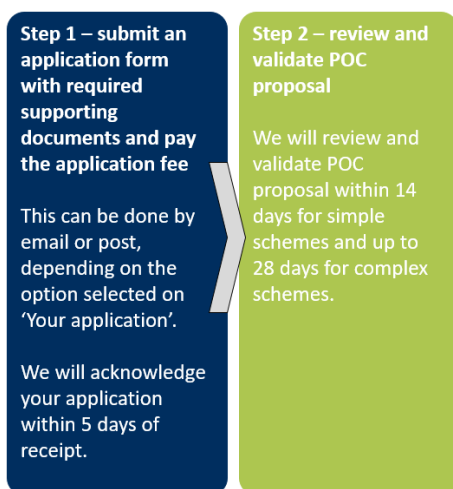 Step 1 – submit an
application form
with required
supporting
documents and pay
the application fee
This can be done by
email or post,
depending on the
option selected on
‘Your application’.
We will acknowledge
your application
within 5 days of
receipt.
Step 2 – review and
validate POC
proposal
We will review and
validate POC
proposal within 14
days for simple
schemes and up to
28 days for complex
schemes.